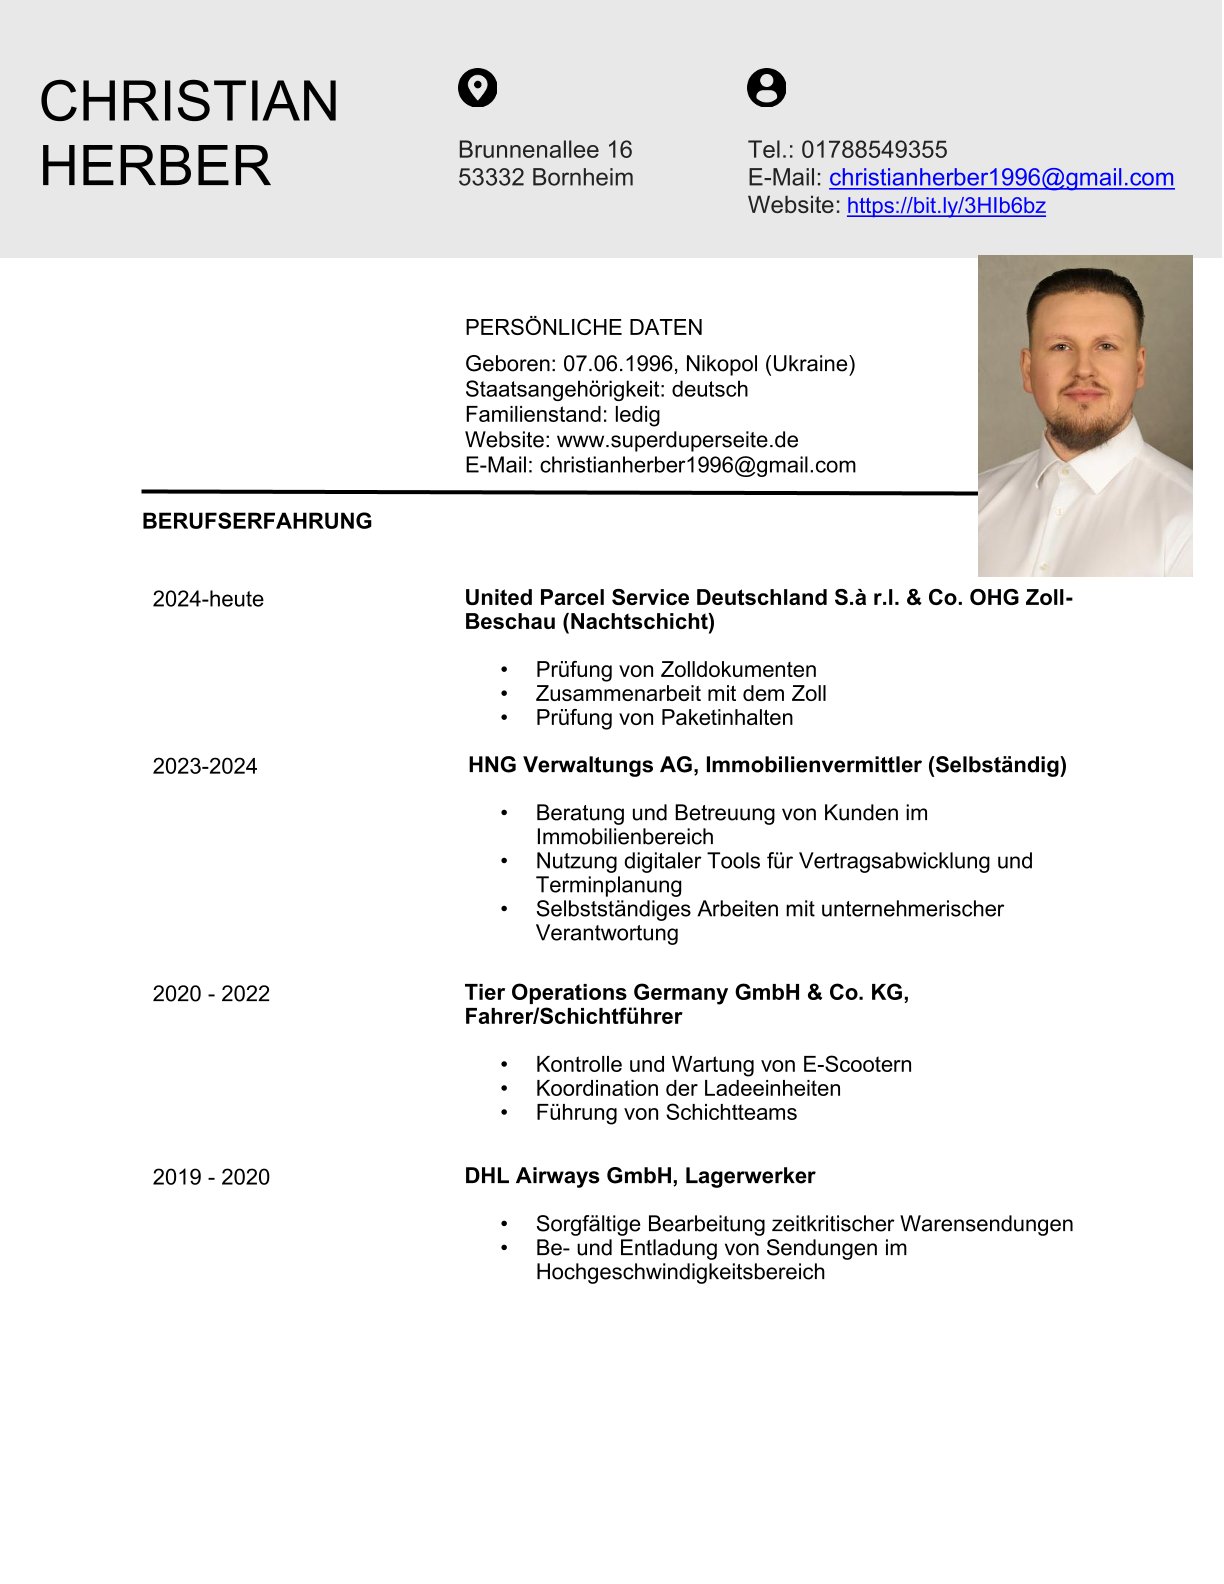 CHRISTIAN
HERBER
Brunnenallee 16
53332 Bornheim
Tel.: 01788549355
E-Mail: christianherber1996@gmail.com
Website: https://bit.ly/3HIb6bz
PERSÖNLICHE DATEN
Geboren: 07.06.1996, Nikopol (Ukraine)
Staatsangehörigkeit: deutsch
Familienstand: ledig
Website: www.superduperseite.de
E-Mail: christianherber1996@gmail.com
BERUFSERFAHRUNG
2024-heute
United Parcel Service Deutschland S.à r.l. & Co. OHG Zoll-
Beschau (Nachtschicht)
• Prüfung von Zolldokumenten
• Zusammenarbeit mit dem Zoll
• Prüfung von Paketinhalten
2023-2024
HNG Verwaltungs AG, Immobilienvermittler (Selbständig)
• Beratung und Betreuung von Kunden im
Immobilienbereich
• Nutzung digitaler Tools für Vertragsabwicklung und
Terminplanung
• Selbstständiges Arbeiten mit unternehmerischer
Verantwortung
2020 - 2022
Tier Operations Germany GmbH & Co. KG,
Fahrer/Schichtführer
• Kontrolle und Wartung von E-Scootern
• Koordination der Ladeeinheiten
• Führung von Schichtteams
2019 - 2020
DHL Airways GmbH, Lagerwerker
• Sorgfältige Bearbeitung zeitkritischer Warensendungen
• Be- und Entladung von Sendungen im
Hochgeschwindigkeitsbereich